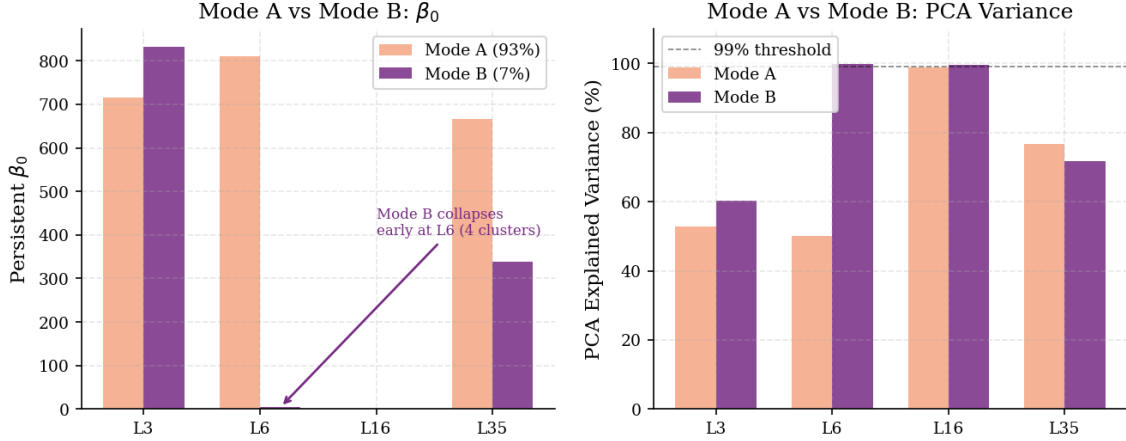 Mode A vs Mode B: β₀
Persistent β₀
800
700
600
500
400
300
200
100
0
Mode A (93%)
Mode B (7%)
Mode B collapses
early at L6 (4 clusters)
L3
L6
L16
L35
Mode A vs Mode B: PCA Variance
PCA Explained Variance (%)
100
80
60
40
20
0
99% threshold
Mode A
Mode B
L3
L6
L16
L35